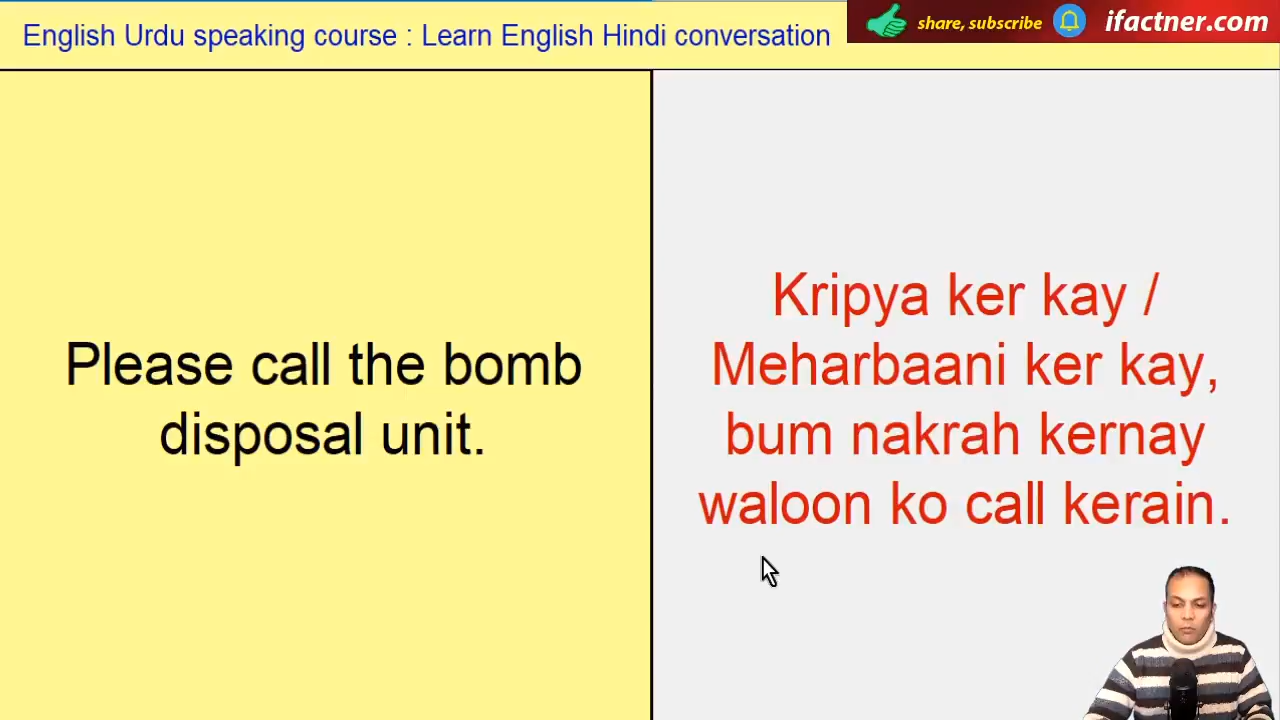 English Urdu speaking course : Learn English Hindi conversation
share, subscribe
ifactner.com
Please call the bomb
disposal unit.
Kripya ker kay /
Meharbaani ker kay,
bum nakrah kernay
waloon ko call kerain.